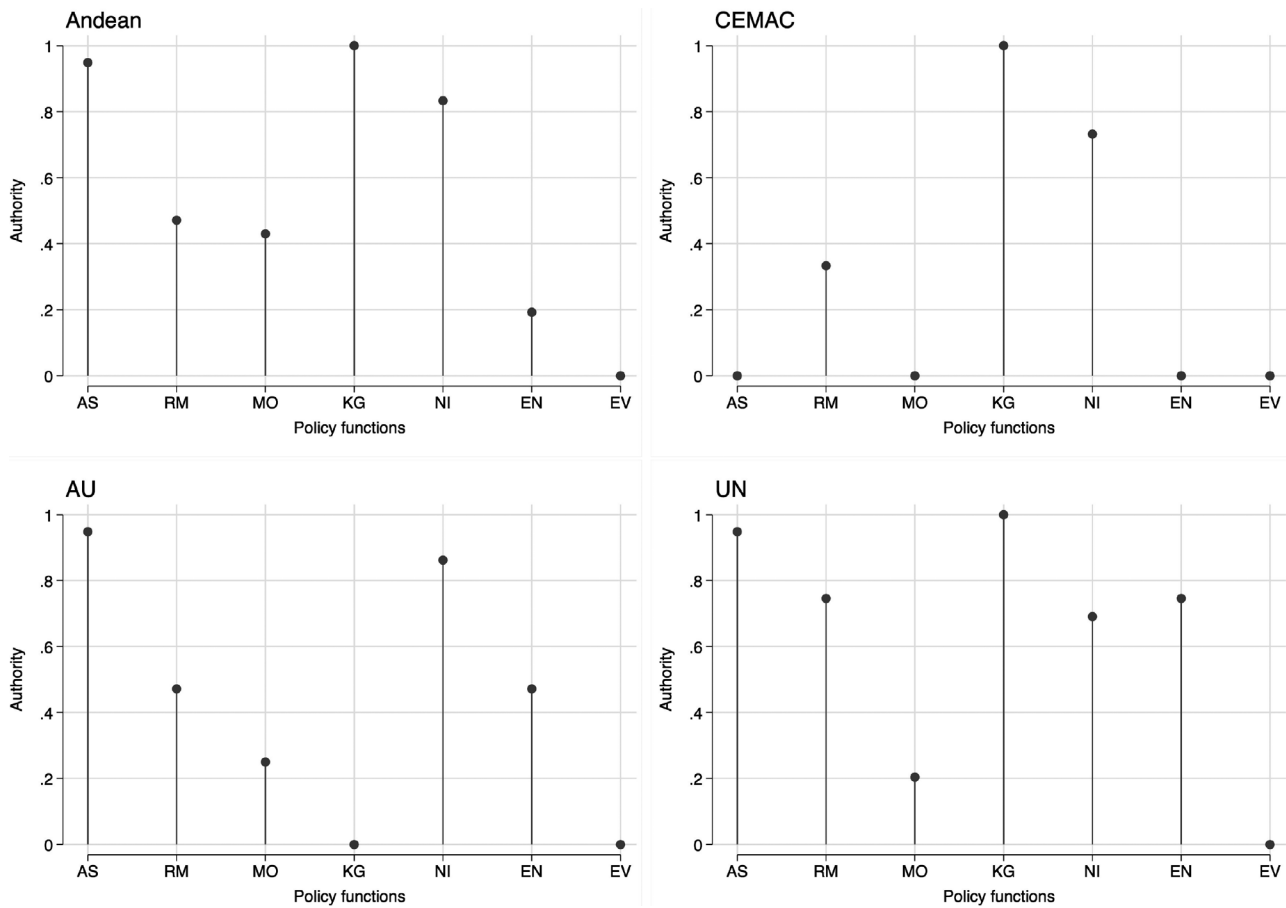 Andean
1
.8
.6
.4
.2
0
Authority
AS RM MO KG NI EN EV
Policy functions
CEMAC
1
.8
.6
.4
.2
0
Authority
AS RM MO KG NI EN EV
Policy functions
AU
1
.8
.6
.4
.2
0
Authority
AS RM MO KG NI EN EV
Policy functions
UN
1
.8
.6
.4
.2
0
Authority
AS RM MO KG NI EN EV
Policy functions